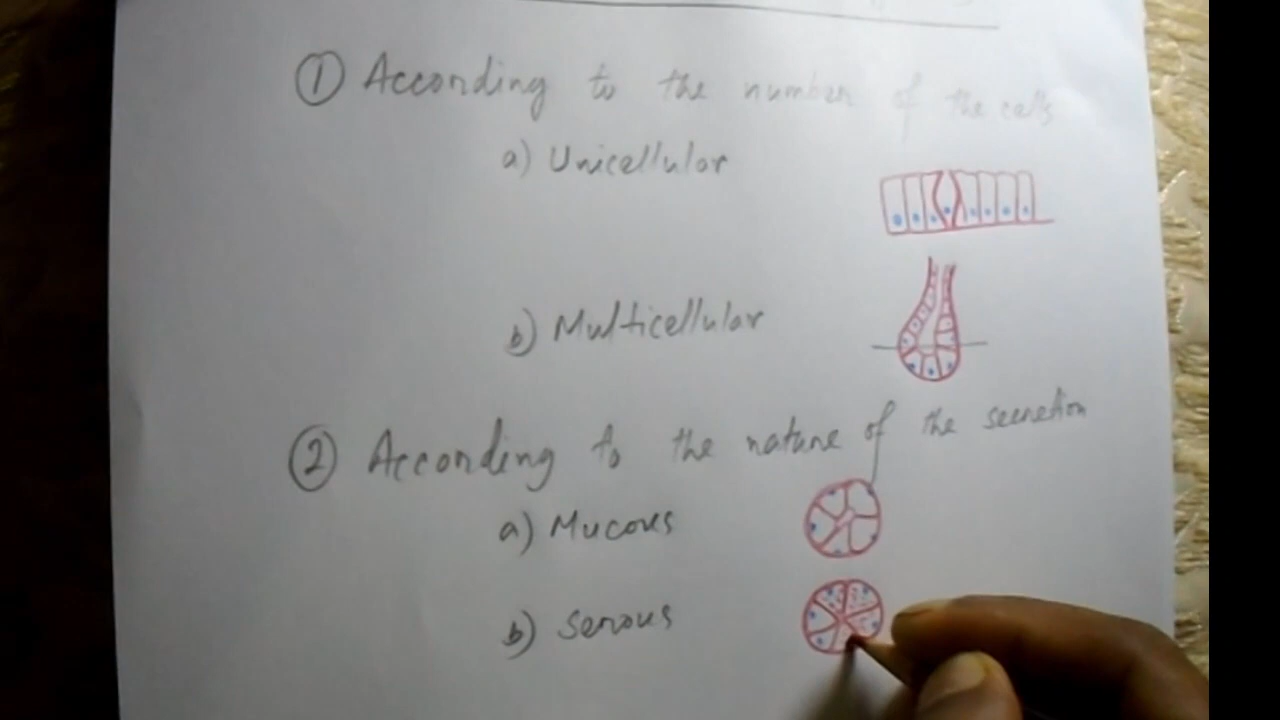 ① According to the number of the cells
a) Unicellular
b) Multicellular
② According to the nature of the secretion
a) Mucous
b) Serous